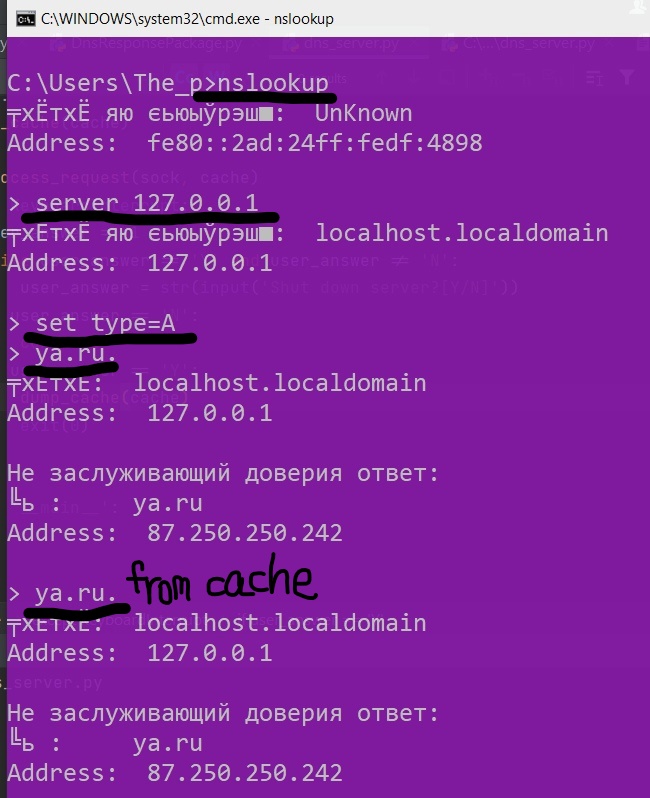 C:\WINDOWS\system32\cmd.exe - nslookup
C:\Users\The_p>nslookup
╤хЁтхЁ яю єьюыўрэш■: UnKnown
Address: fe80::2ad:24ff:fedf:4898
> server 127.0.0.1
╤хЁтхЁ яю єьюыўрэш■: localhost.localdomain
Address: 127.0.0.1
> set type=A
> ya.ru.
╤хЁтхЁ: localhost.localdomain
Address: 127.0.0.1
Не заслуживающий доверия ответ:
╚ь : ya.ru
Address: 87.250.250.242
> ya.ru. from cache
╤хЁтхЁ: localhost.localdomain
Address: 127.0.0.1
Не заслуживающий доверия ответ:
╚ь : ya.ru
Address: 87.250.250.242